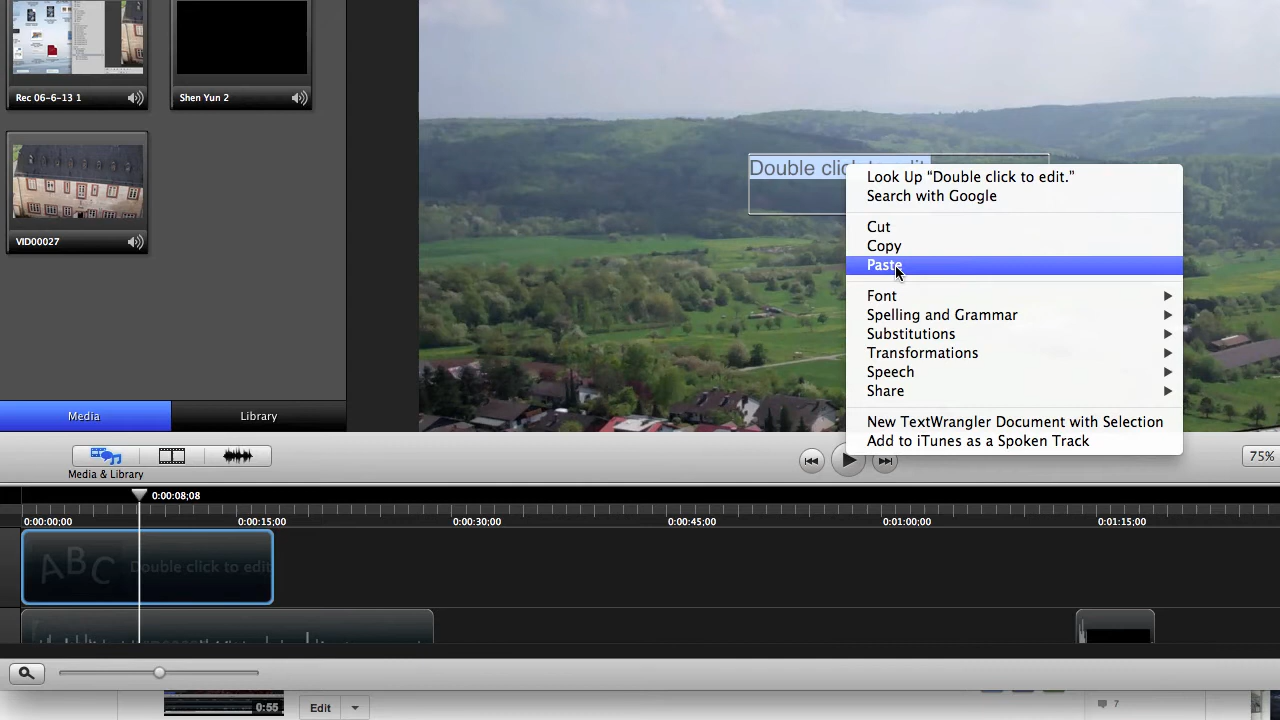 Rec 06-6-13 1
Shen Yun 2
VID00027
Double click to edit.
Look Up “Double click to edit.”
Search with Google
Cut
Copy
Paste
Font
Spelling and Grammar
Substitutions
Transformations
Speech
Share
New TextWrangler Document with Selection
Add to iTunes as a Spoken Track
Media
Library
Media & Library
75%
0:00:08;08
0:00:00;00
0:00:15;00
0:00:30;00
0:00:45;00
0:01:00;00
0:01:15;00
ABC
Double click to edit
0:55
Edit
7